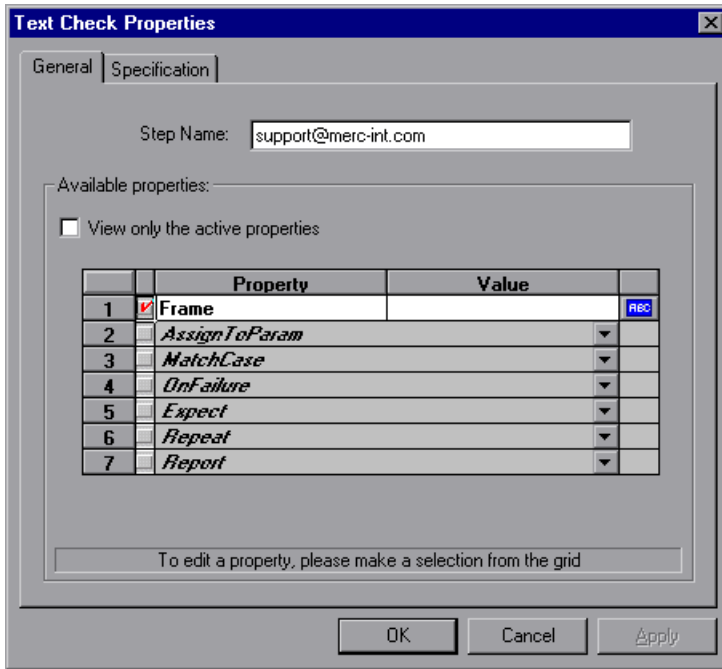 Text Check Properties
General Specification
Step Name: support@merc-int.com
Available properties:
View only the active properties
Property Value
1 Frame ABC
2 AssignToParam
3 MatchCase
4 OnFailure
5 Expect
6 Repeat
7 Report
To edit a property, please make a selection from the grid
OK Cancel Apply